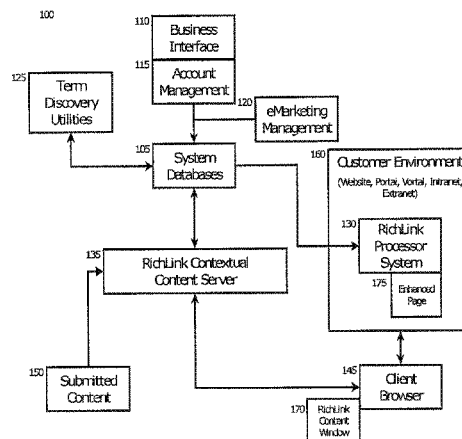 100
110
Business
Interface
115
Account
Management
125
Term
Discovery
Utilities
120
eMarketing
Management
105
System
Databases
160
Customer Environment
(Website, Portal, Vortal, Intranet,
Extranet)
130
RichLink
Processor
System
175
Enhanced
Page
135
RichLink Contextual
Content Server
150
Submitted
Content
145
Client
Browser
170
RichLink
Content
Window